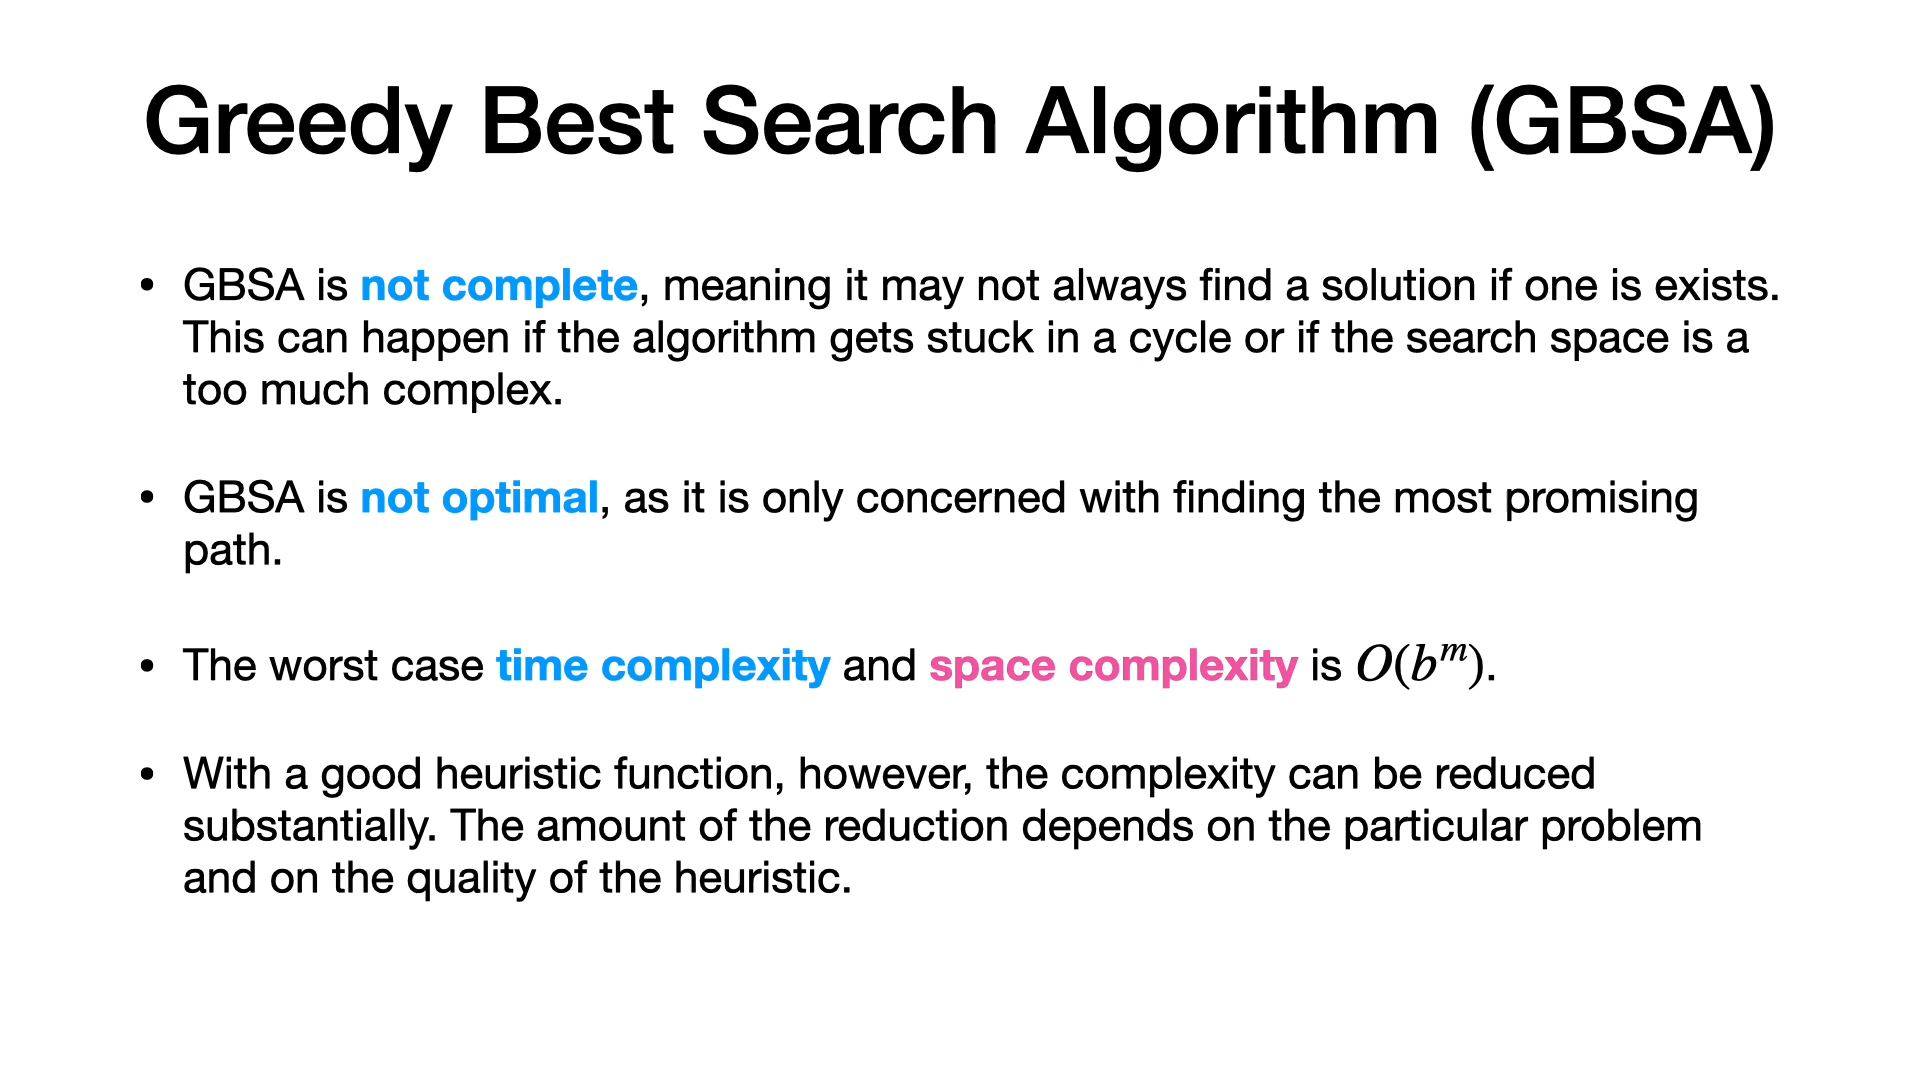 Greedy Best Search Algorithm (GBSA)
• GBSA is not complete, meaning it may not always find a solution if one is exists.
This can happen if the algorithm gets stuck in a cycle or if the search space is a
too much complex.
• GBSA is not optimal, as it is only concerned with finding the most promising
path.
• The worst case time complexity and space complexity is O(b^m).
• With a good heuristic function, however, the complexity can be reduced
substantially. The amount of the reduction depends on the particular problem
and on the quality of the heuristic.